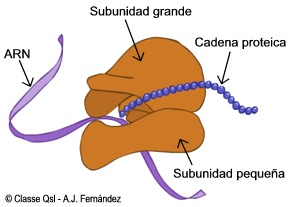 Subunidad grande
ARN
Cadena proteica
Subunidad pequeña
© Classe Qsl - A.J. Fernández